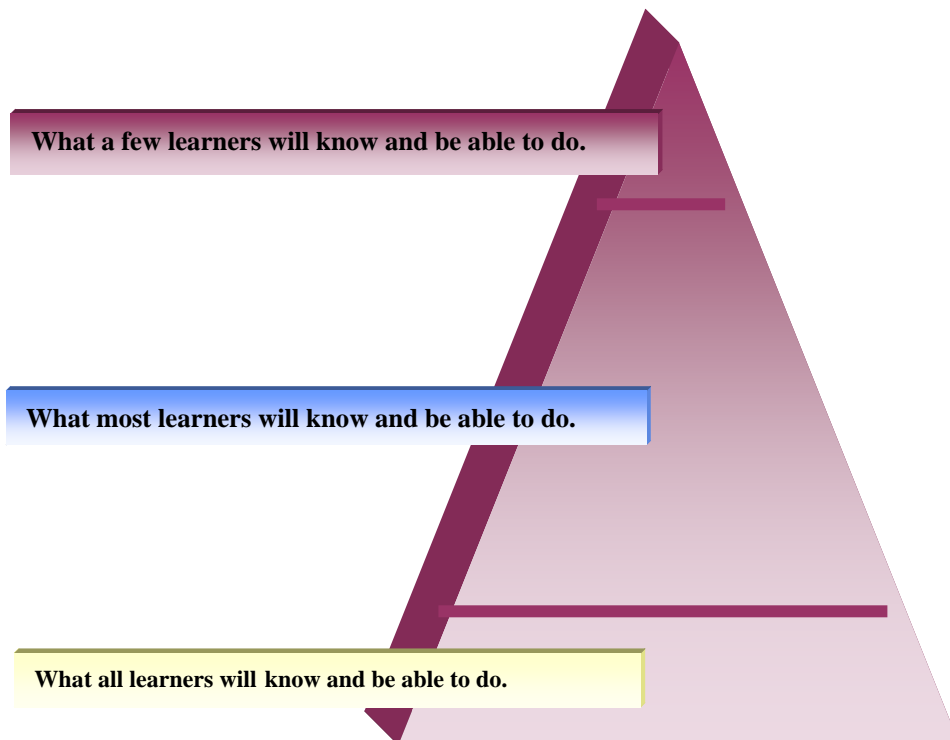 What a few learners will know and be able to do.
What most learners will know and be able to do.
What all learners will know and be able to do.